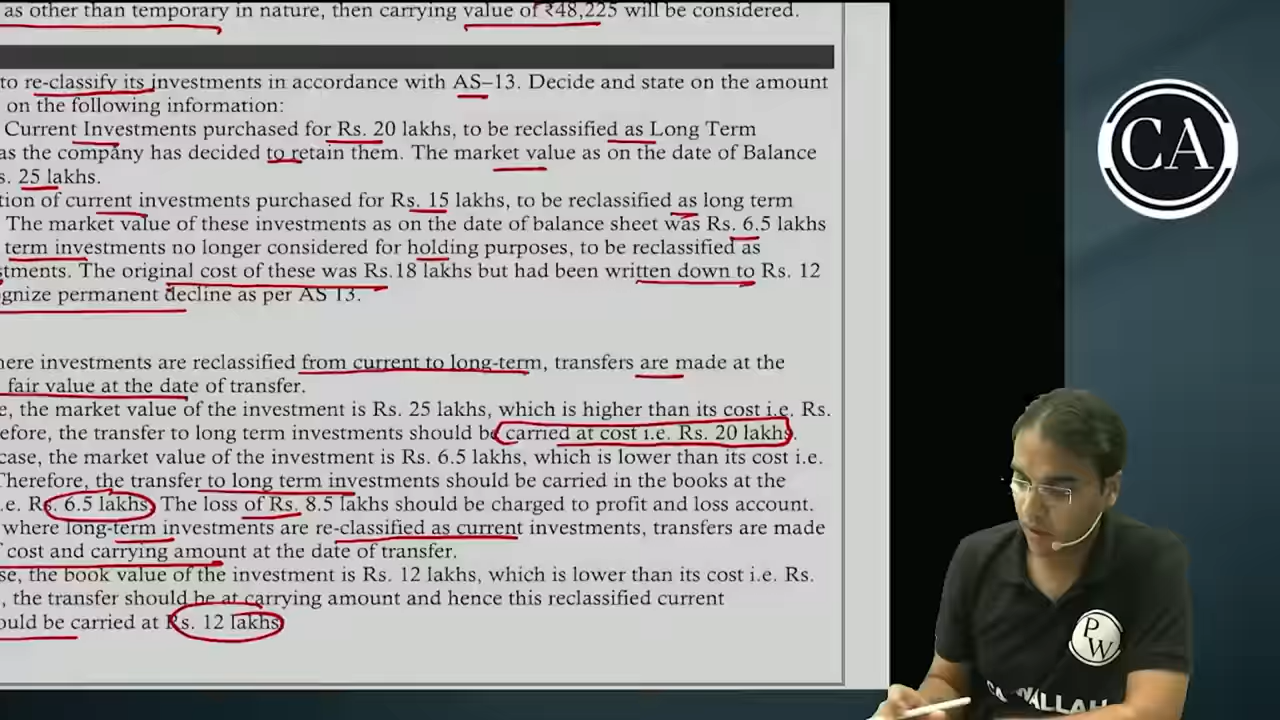 as other than temporary in nature, then carrying value of ₹48,225 will be considered.
to re-classify its investments in accordance with AS–13. Decide and state on the amount
on the following information:
Current Investments purchased for Rs. 20 lakhs, to be reclassified as Long Term
as the company has decided to retain them. The market value as on the date of Balance
s. 25 lakhs.
tion of current investments purchased for Rs. 15 lakhs, to be reclassified as long term
The market value of these investments as on the date of balance sheet was Rs. 6.5 lakhs
term investments no longer considered for holding purposes, to be reclassified as
stments. The original cost of these was Rs.18 lakhs but had been written down to Rs. 12
gnize permanent decline as per AS 13.
here investments are reclassified from current to long-term, transfers are made at the
fair value at the date of transfer.
e, the market value of the investment is Rs. 25 lakhs, which is higher than its cost i.e. Rs.
efore, the transfer to long term investments should be carried at cost i.e. Rs. 20 lakhs.
case, the market value of the investment is Rs. 6.5 lakhs, which is lower than its cost i.e.
Therefore, the transfer to long term investments should be carried in the books at the
.e. Rs. 6.5 lakhs. The loss of Rs. 8.5 lakhs should be charged to profit and loss account.
where long-term investments are re-classified as current investments, transfers are made
f cost and carrying amount at the date of transfer.
se, the book value of the investment is Rs. 12 lakhs, which is lower than its cost i.e. Rs.
, the transfer should be at carrying amount and hence this reclassified current
ould be carried at Rs. 12 lakhs
CA
P
W
CA WALLAH